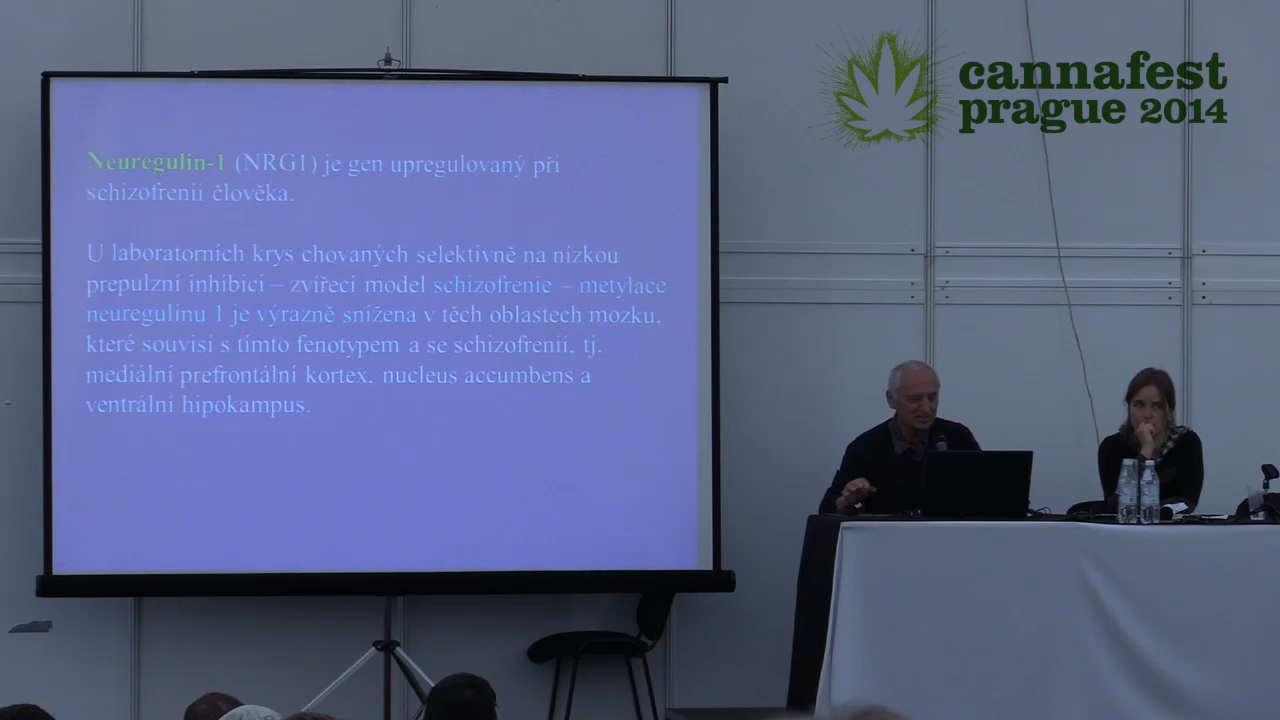 cannafest
prague 2014
Neuregulin-1 (NRG1) je gen upregulovaný při
schizofrenii člověka.
U laboratorních krys chovaných selektivně na nízkou
prepulzní inhibici – zvířecí model schizofrenie – metylace
neuregulinu 1 je výrazně snížena v těch oblastech mozku,
které souvisí s tímto fenotypem a se schizofrenií, tj.
mediální prefrontální kortex, nucleus accumbens a
ventrální hipokampus.